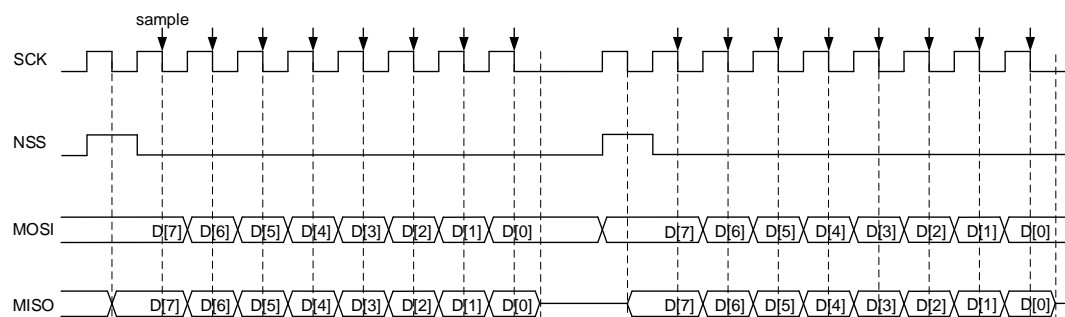 sample
SCK
NSS
MOSI D[7] D[6] D[5] D[4] D[3] D[2] D[1] D[0] D[7] D[6] D[5] D[4] D[3] D[2] D[1] D[0]
MISO D[7] D[6] D[5] D[4] D[3] D[2] D[1] D[0] D[7] D[6] D[5] D[4] D[3] D[2] D[1] D[0]